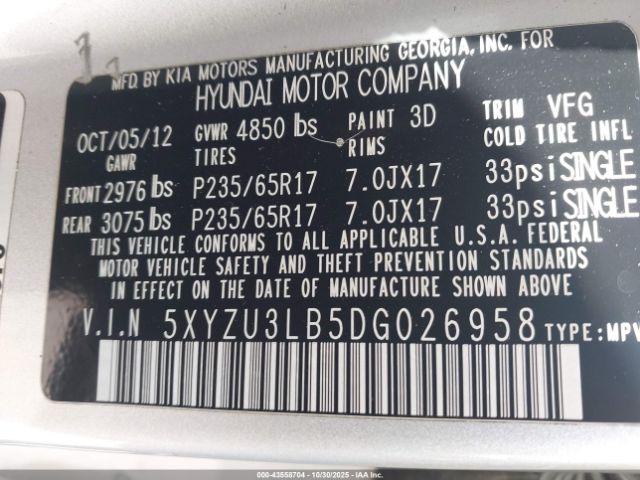 MFD. BY KIA MOTORS MANUFACTURING GEORGIA, INC. FOR
HYUNDAI MOTOR COMPANY
OCT/05/12 GVWR 4850 lbs PAINT 3D TRIM VFG
GAWR TIRES RIMS COLD TIRE INFL
FRONT 2976 lbs P235/65R17 7.0JX17 33psi SINGLE
REAR 3075 lbs P235/65R17 7.0JX17 33psi SINGLE
THIS VEHICLE CONFORMS TO ALL APPLICABLE U.S.A. FEDERAL
MOTOR VEHICLE SAFETY AND THEFT PREVENTION STANDARDS
IN EFFECT ON THE DATE OF MANUFACTURE SHOWN ABOVE.
V.I.N 5XYZU3LB5DG026958 TYPE:MPV
000-43558704 | 10/30/2025 - IAA